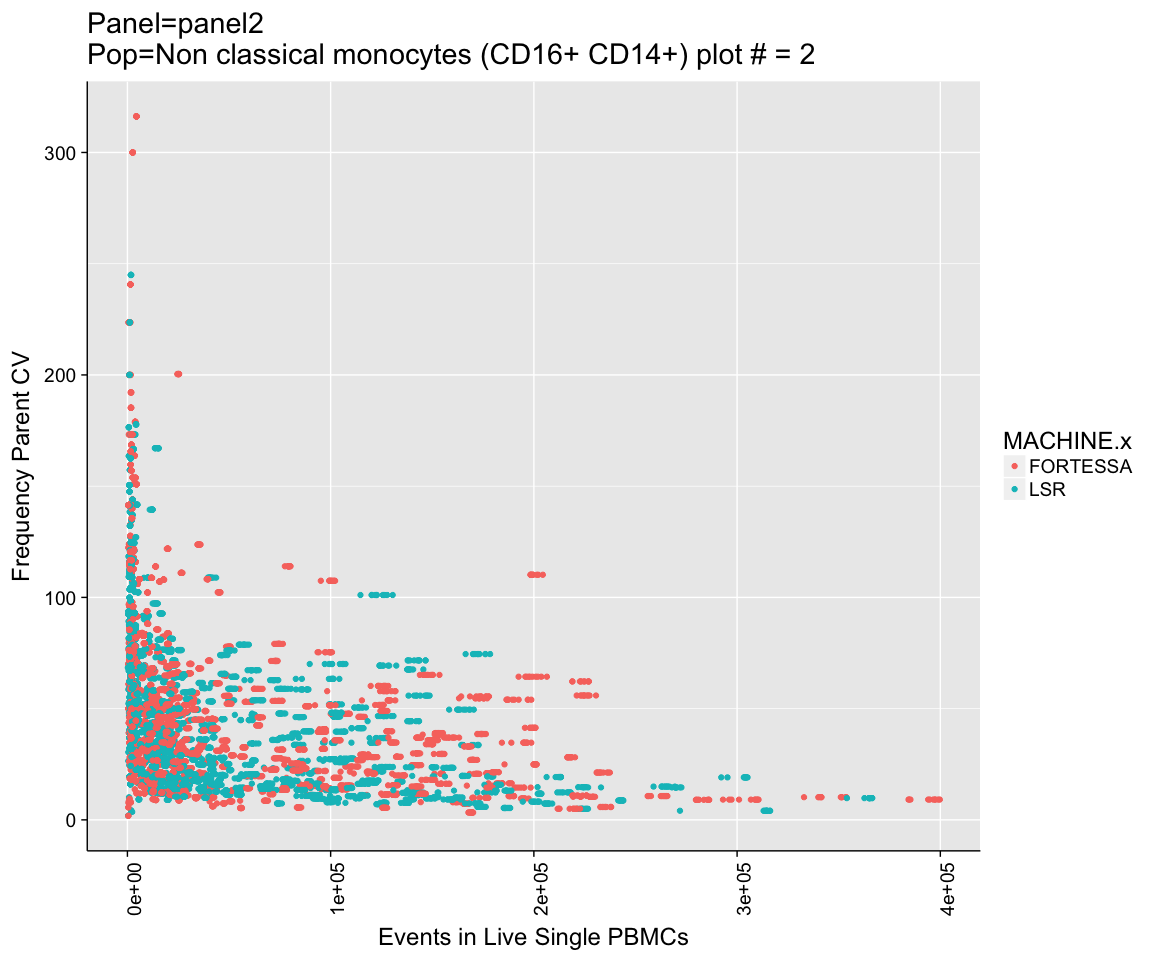 Panel=panel2
Pop=Non classical monocytes (CD16+ CD14+) plot # = 2
Frequency Parent CV
300
200
100
0
0e+00
1e+05
2e+05
3e+05
4e+05
Events in Live Single PBMCs
MACHINE.x
FORTESSA
LSR